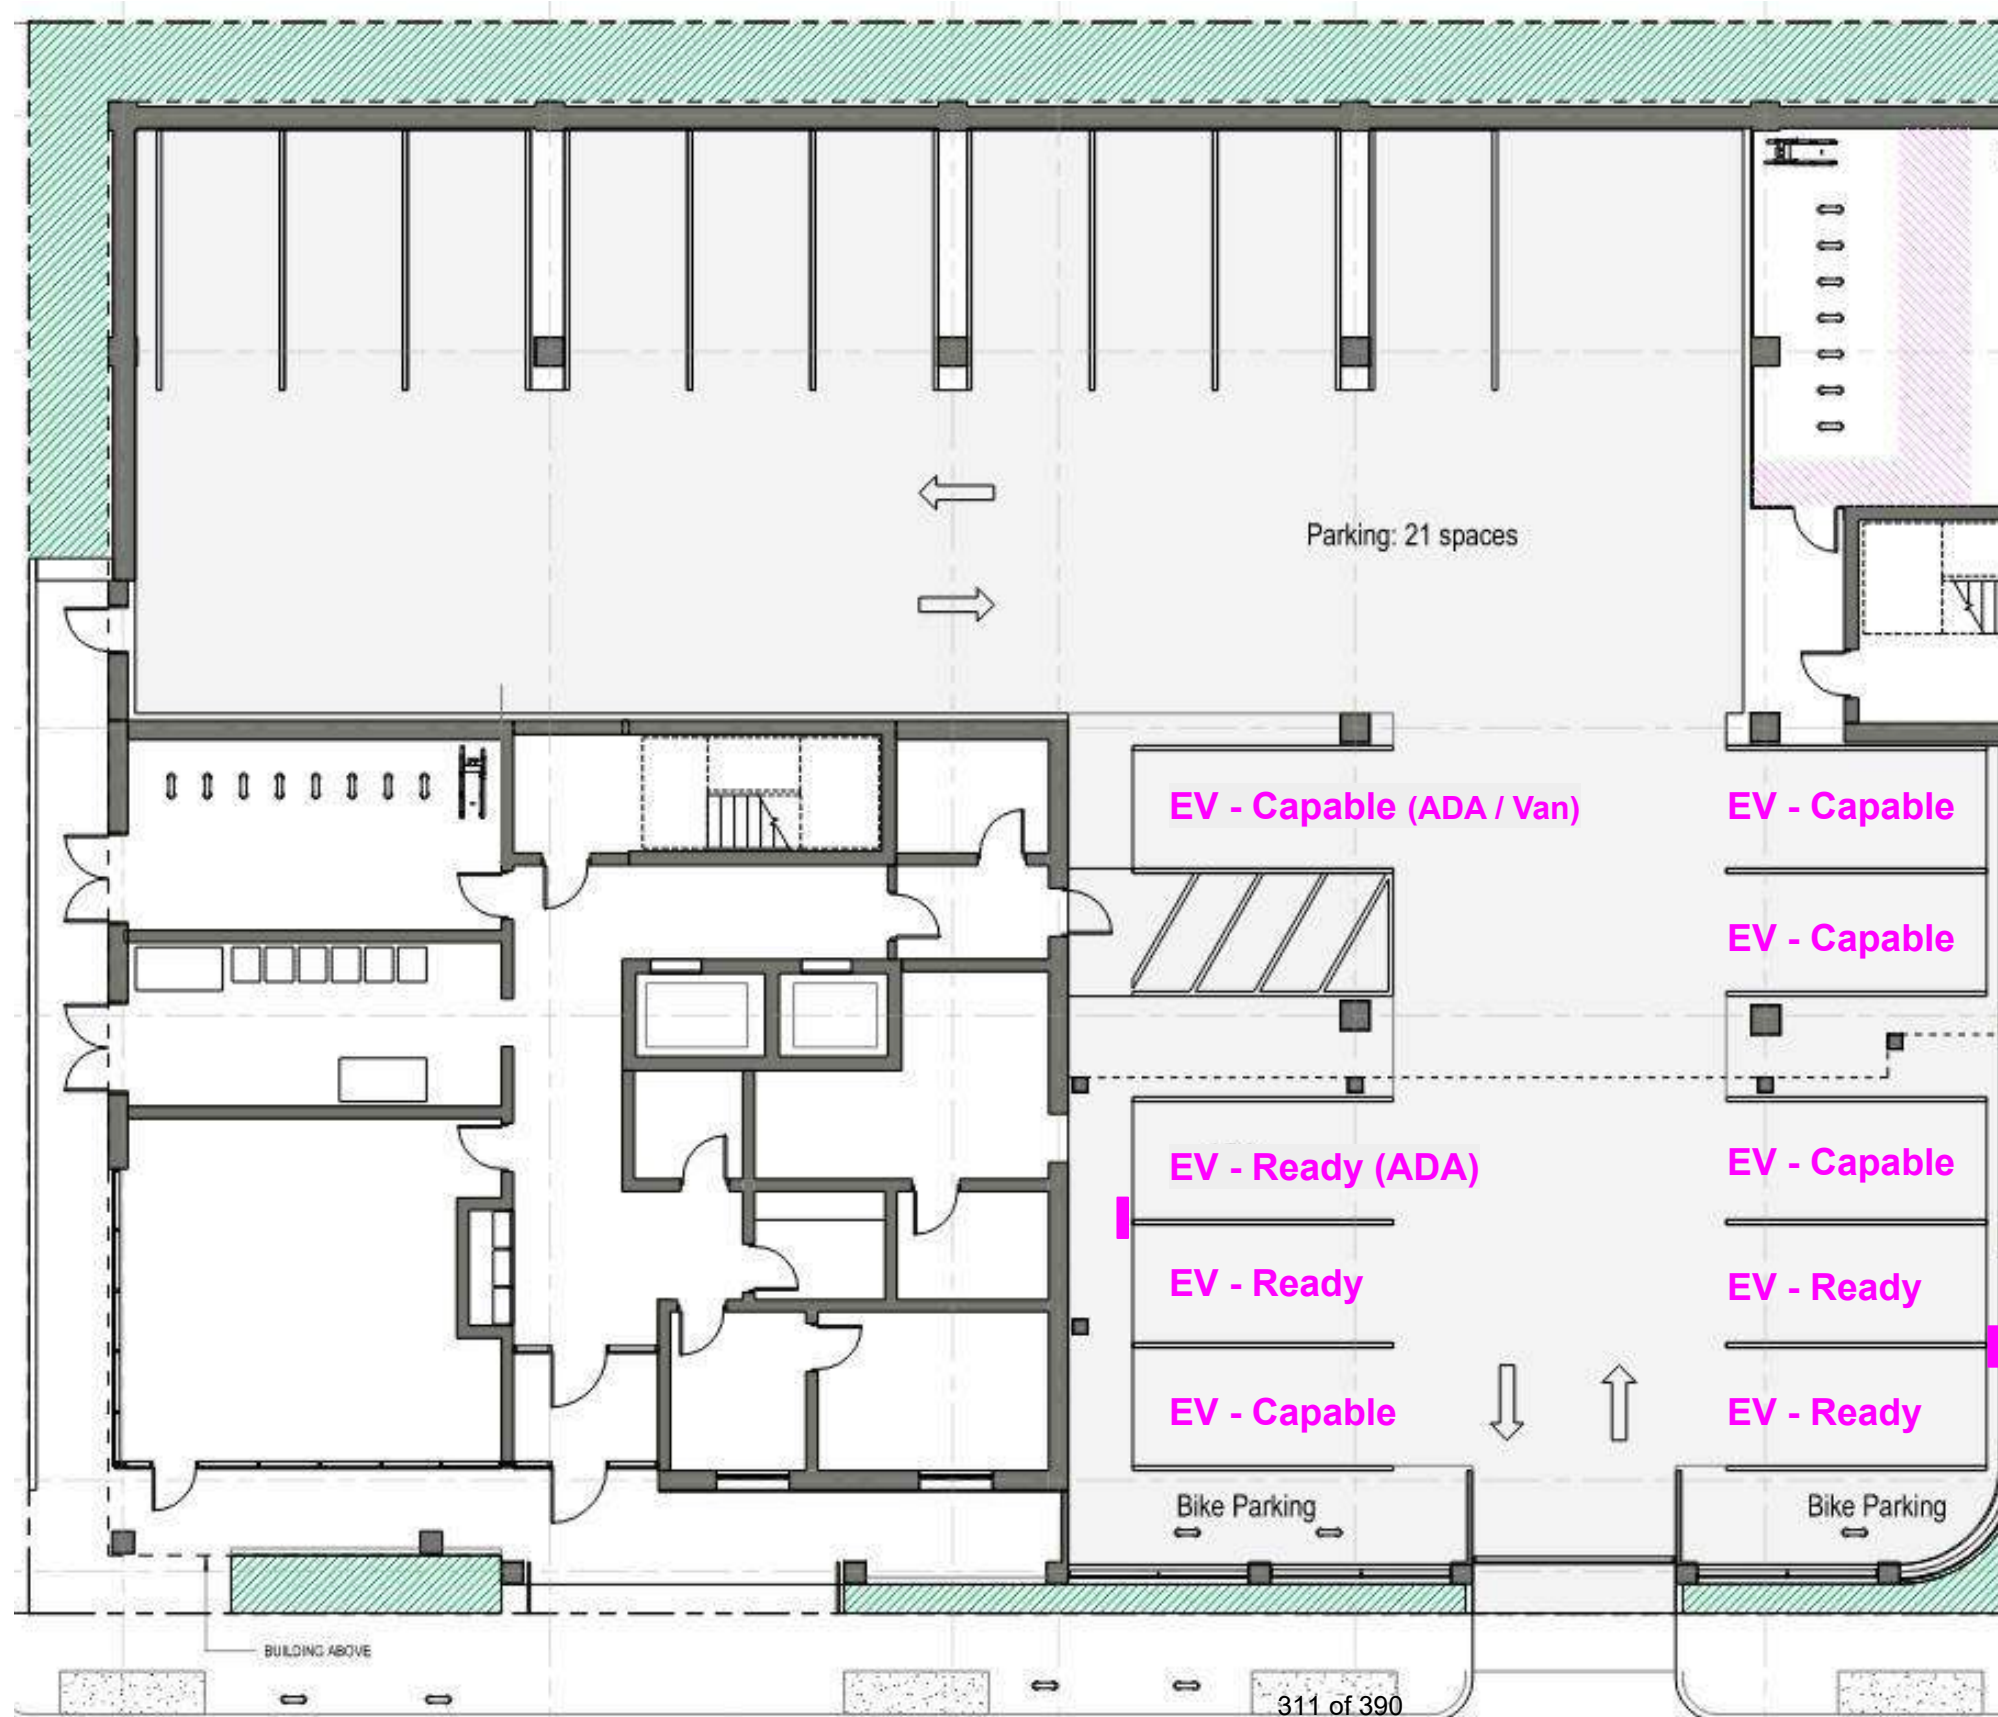 Parking: 21 spaces
EV - Capable (ADA / Van)
EV - Capable
EV - Capable
EV - Ready (ADA)
EV - Capable
EV - Ready
EV - Ready
EV - Capable
EV - Ready
Bike Parking
Bike Parking
BUILDING ABOVE
311 of 390